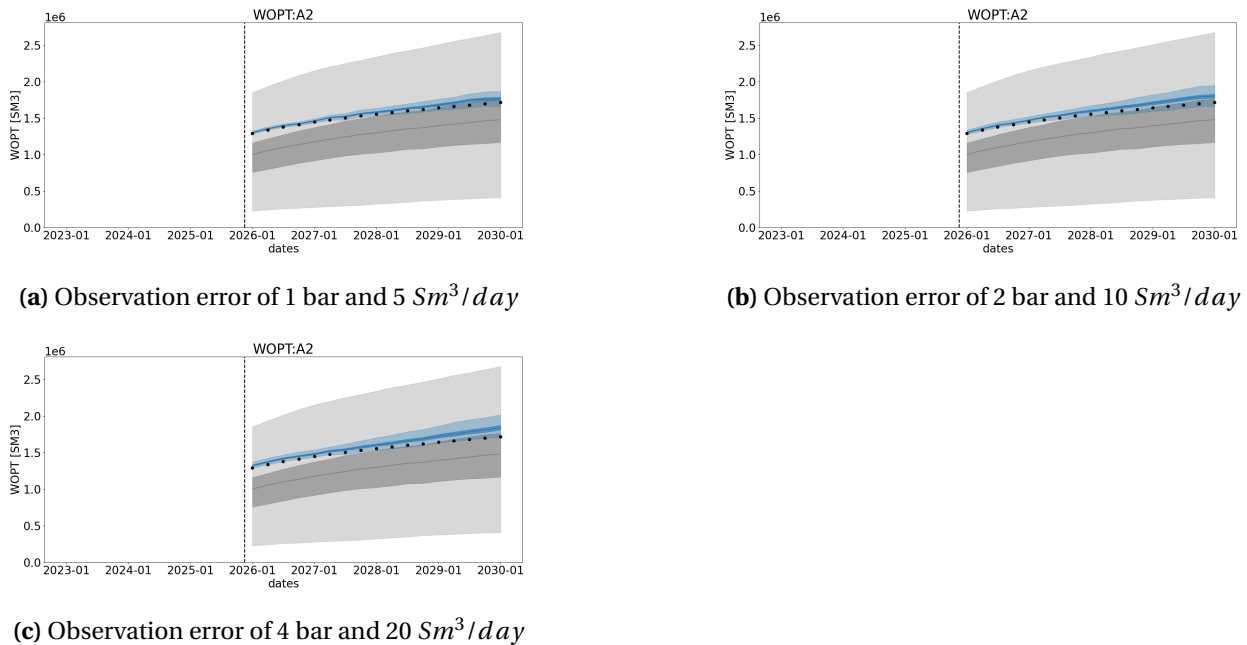 WOPT:A2
1e6
WOPT [SM3]
2.5
2.0
1.5
1.0
0.5
0.0
2023-01 2024-01 2025-01 2026-01 2027-01 2028-01 2029-01 2030-01
dates
(a) Observation error of 1 bar and 5 Sm³/day
WOPT:A2
1e6
WOPT [SM3]
2.5
2.0
1.5
1.0
0.5
0.0
2023-01 2024-01 2025-01 2026-01 2027-01 2028-01 2029-01 2030-01
dates
(b) Observation error of 2 bar and 10 Sm³/day
WOPT:A2
1e6
WOPT [SM3]
2.5
2.0
1.5
1.0
0.5
0.0
2023-01 2024-01 2025-01 2026-01 2027-01 2028-01 2029-01 2030-01
dates
(c) Observation error of 4 bar and 20 Sm³/day